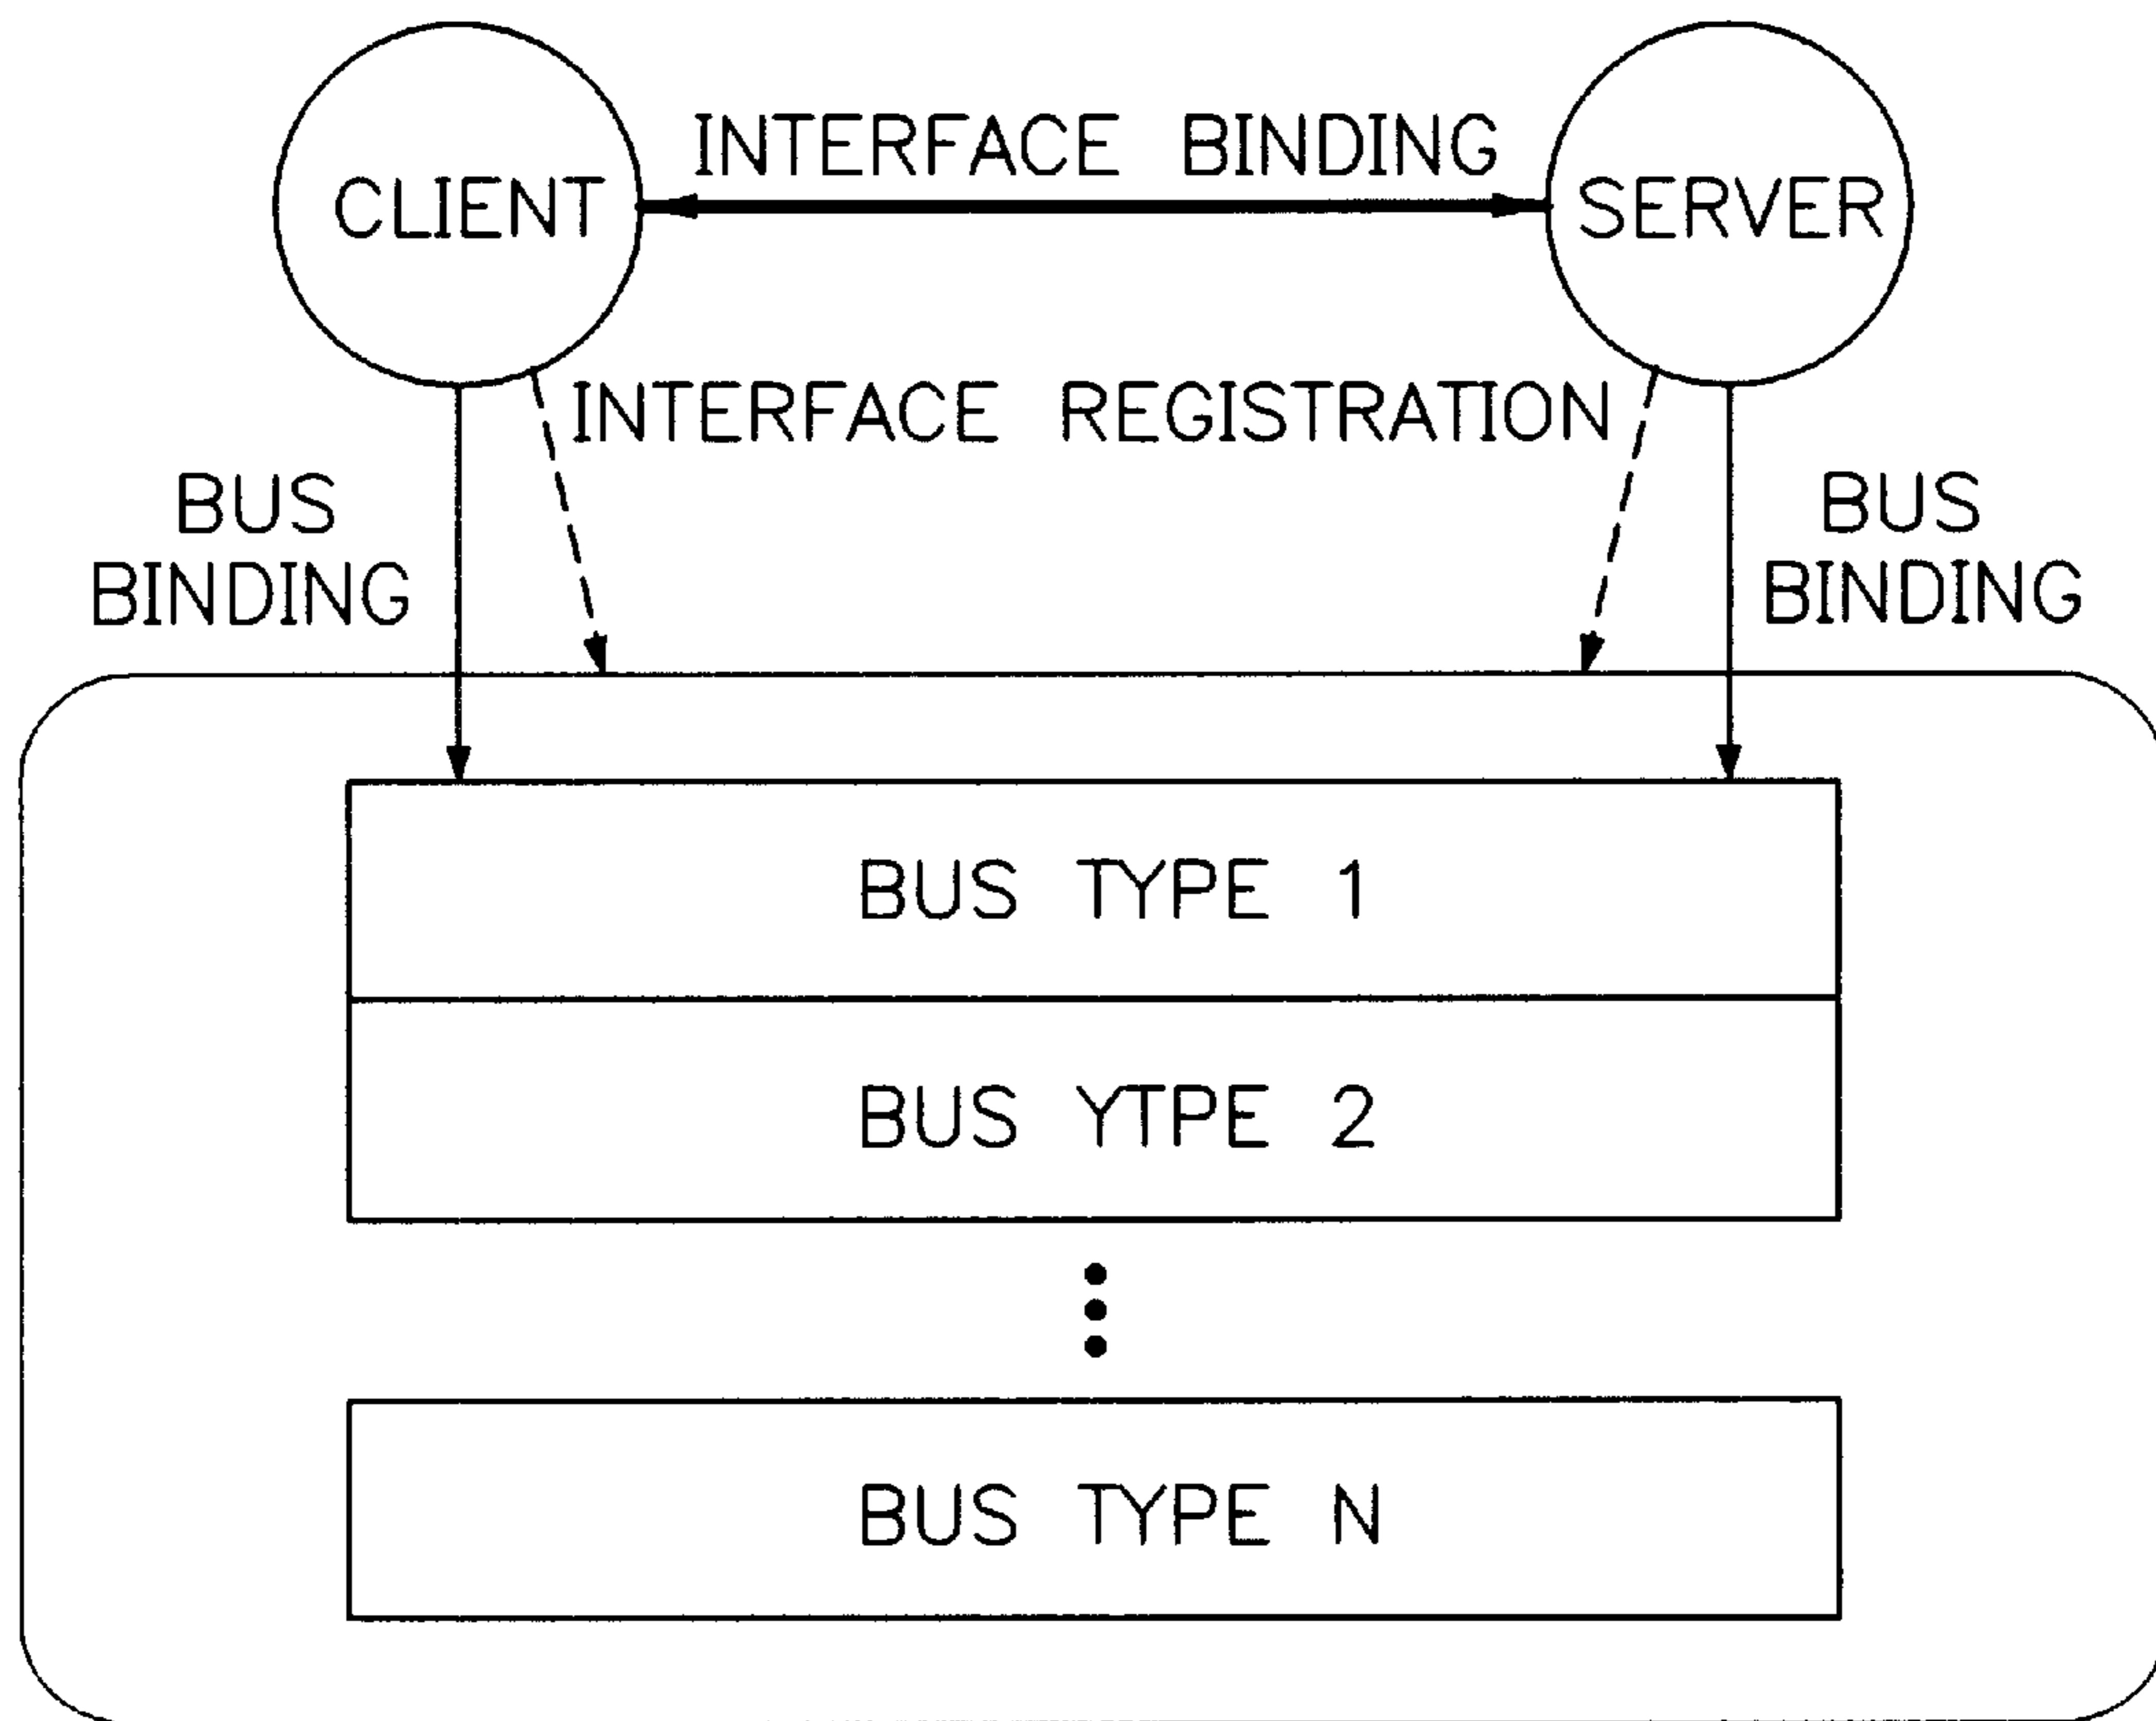 INTERFACE BINDING
CLIENT
SERVER
INTERFACE REGISTRATION
BUS
BINDING
BUS
BINDING
BUS TYPE 1
BUS YTPE 2
BUS TYPE N